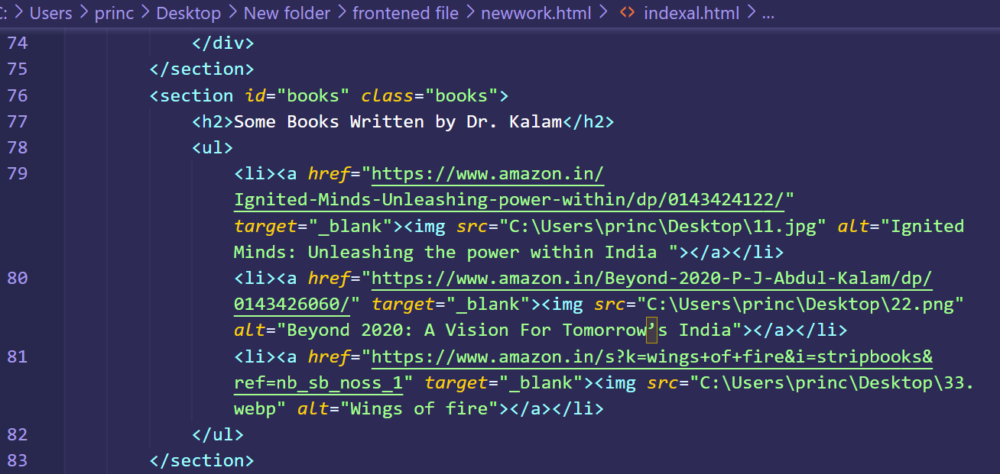 C: > Users > princ > Desktop > New folder > frontened file > newwork.html > <> indexal.html > ...
74 </div>
75 </section>
76 <section id="books" class="books">
77 <h2>Some Books Written by Dr. Kalam</h2>
78 <ul>
79 <li><a href="https://www.amazon.in/
Ignited-Minds-Unleashing-power-within/dp/0143424122/"
target="_blank"><img src="C:\Users\princ\Desktop\11.jpg" alt="Ignited
Minds: Unleashing the power within India "></a></li>
80 <li><a href="https://www.amazon.in/Beyond-2020-P-J-Abdul-Kalam/dp/
0143426060/" target="_blank"><img src="C:\Users\princ\Desktop\22.png"
alt="Beyond 2020: A Vision For Tomorrow’s India"></a></li>
81 <li><a href="https://www.amazon.in/s?k=wings+of+fire&i=stripbooks&
ref=nb_sb_noss_1" target="_blank"><img src="C:\Users\princ\Desktop\33.
webp" alt="Wings of fire"></a></li>
82 </ul>
83 </section>